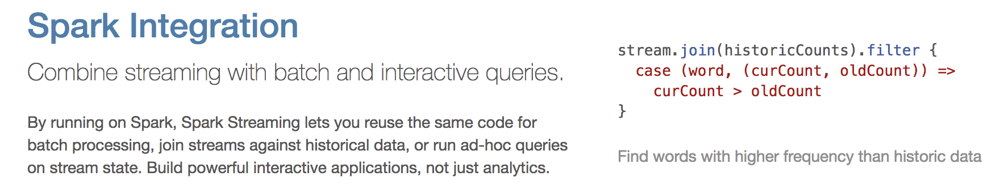 Spark Integration
Combine streaming with batch and interactive queries.
By running on Spark, Spark Streaming lets you reuse the same code for
batch processing, join streams against historical data, or run ad-hoc queries
on stream state. Build powerful interactive applications, not just analytics.
stream.join(historicCounts).filter {
  case (word, (curCount, oldCount)) =>
    curCount > oldCount
}
Find words with higher frequency than historic data